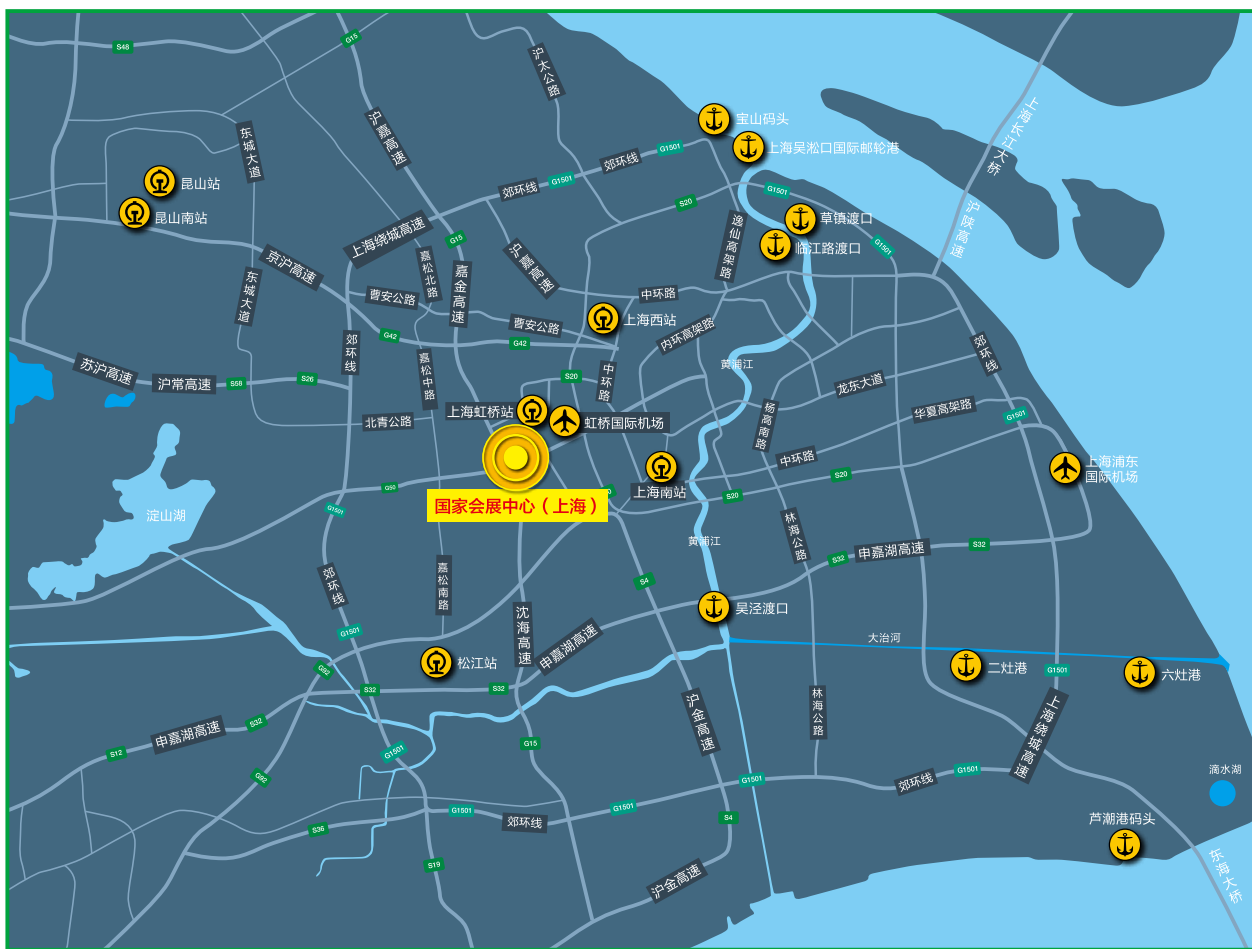 S48
G15
沪太公路
沪嘉高速
东城大道
宝山码头
上海吴淞口国际邮轮港
上海长江大桥
G1501
郊环线
G1501
郊环线
昆山站
昆山南站
S20
G1501
沪陕高速
草镇渡口
临江路渡口
G1501
逸仙高架路
上海绕城高速
G15
沪嘉高速
京沪高速
嘉松北路
嘉金高速
东城大道
曹安公路
中环路
上海西站
曹安公路
内环高架路
G42
G42
郊环线
郊环线
苏沪高速
沪常高速
S58
S26
嘉松中路
S20
中环路
黄浦江
龙东大道
杨高南路
华夏高架路
G1501
上海虹桥站
虹桥国际机场
北青公路
国家会展中心（上海）
上海南站
中环路
S20
S20
上海浦东
国际机场
G50
G1501
淀山湖
林海公路
黄浦江
S32
申嘉湖高速
S32
郊环线
嘉松南路
S4
吴泾渡口
沈海高速
申嘉湖高速
G1501
大治河
松江站
G92
S32
S32
二灶港
六灶港
G1501
沪金高速
林海公路
上海绕城高速
S32
申嘉湖高速
S12
G1501
G15
G92
G1501
郊环线
G1501
滴水湖
G1501
郊环线
G1501
S36
S4
芦潮港码头
S19
沪金高速
东海大桥